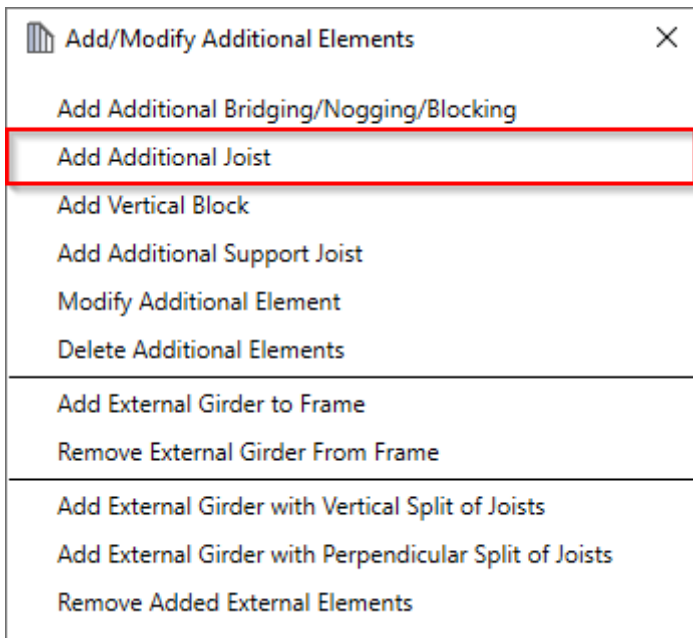 Add/Modify Additional Elements
Add Additional Bridging/Nogging/Blocking
Add Additional Joist
Add Vertical Block
Add Additional Support Joist
Modify Additional Element
Delete Additional Elements
Add External Girder to Frame
Remove External Girder From Frame
Add External Girder with Vertical Split of Joists
Add External Girder with Perpendicular Split of Joists
Remove Added External Elements